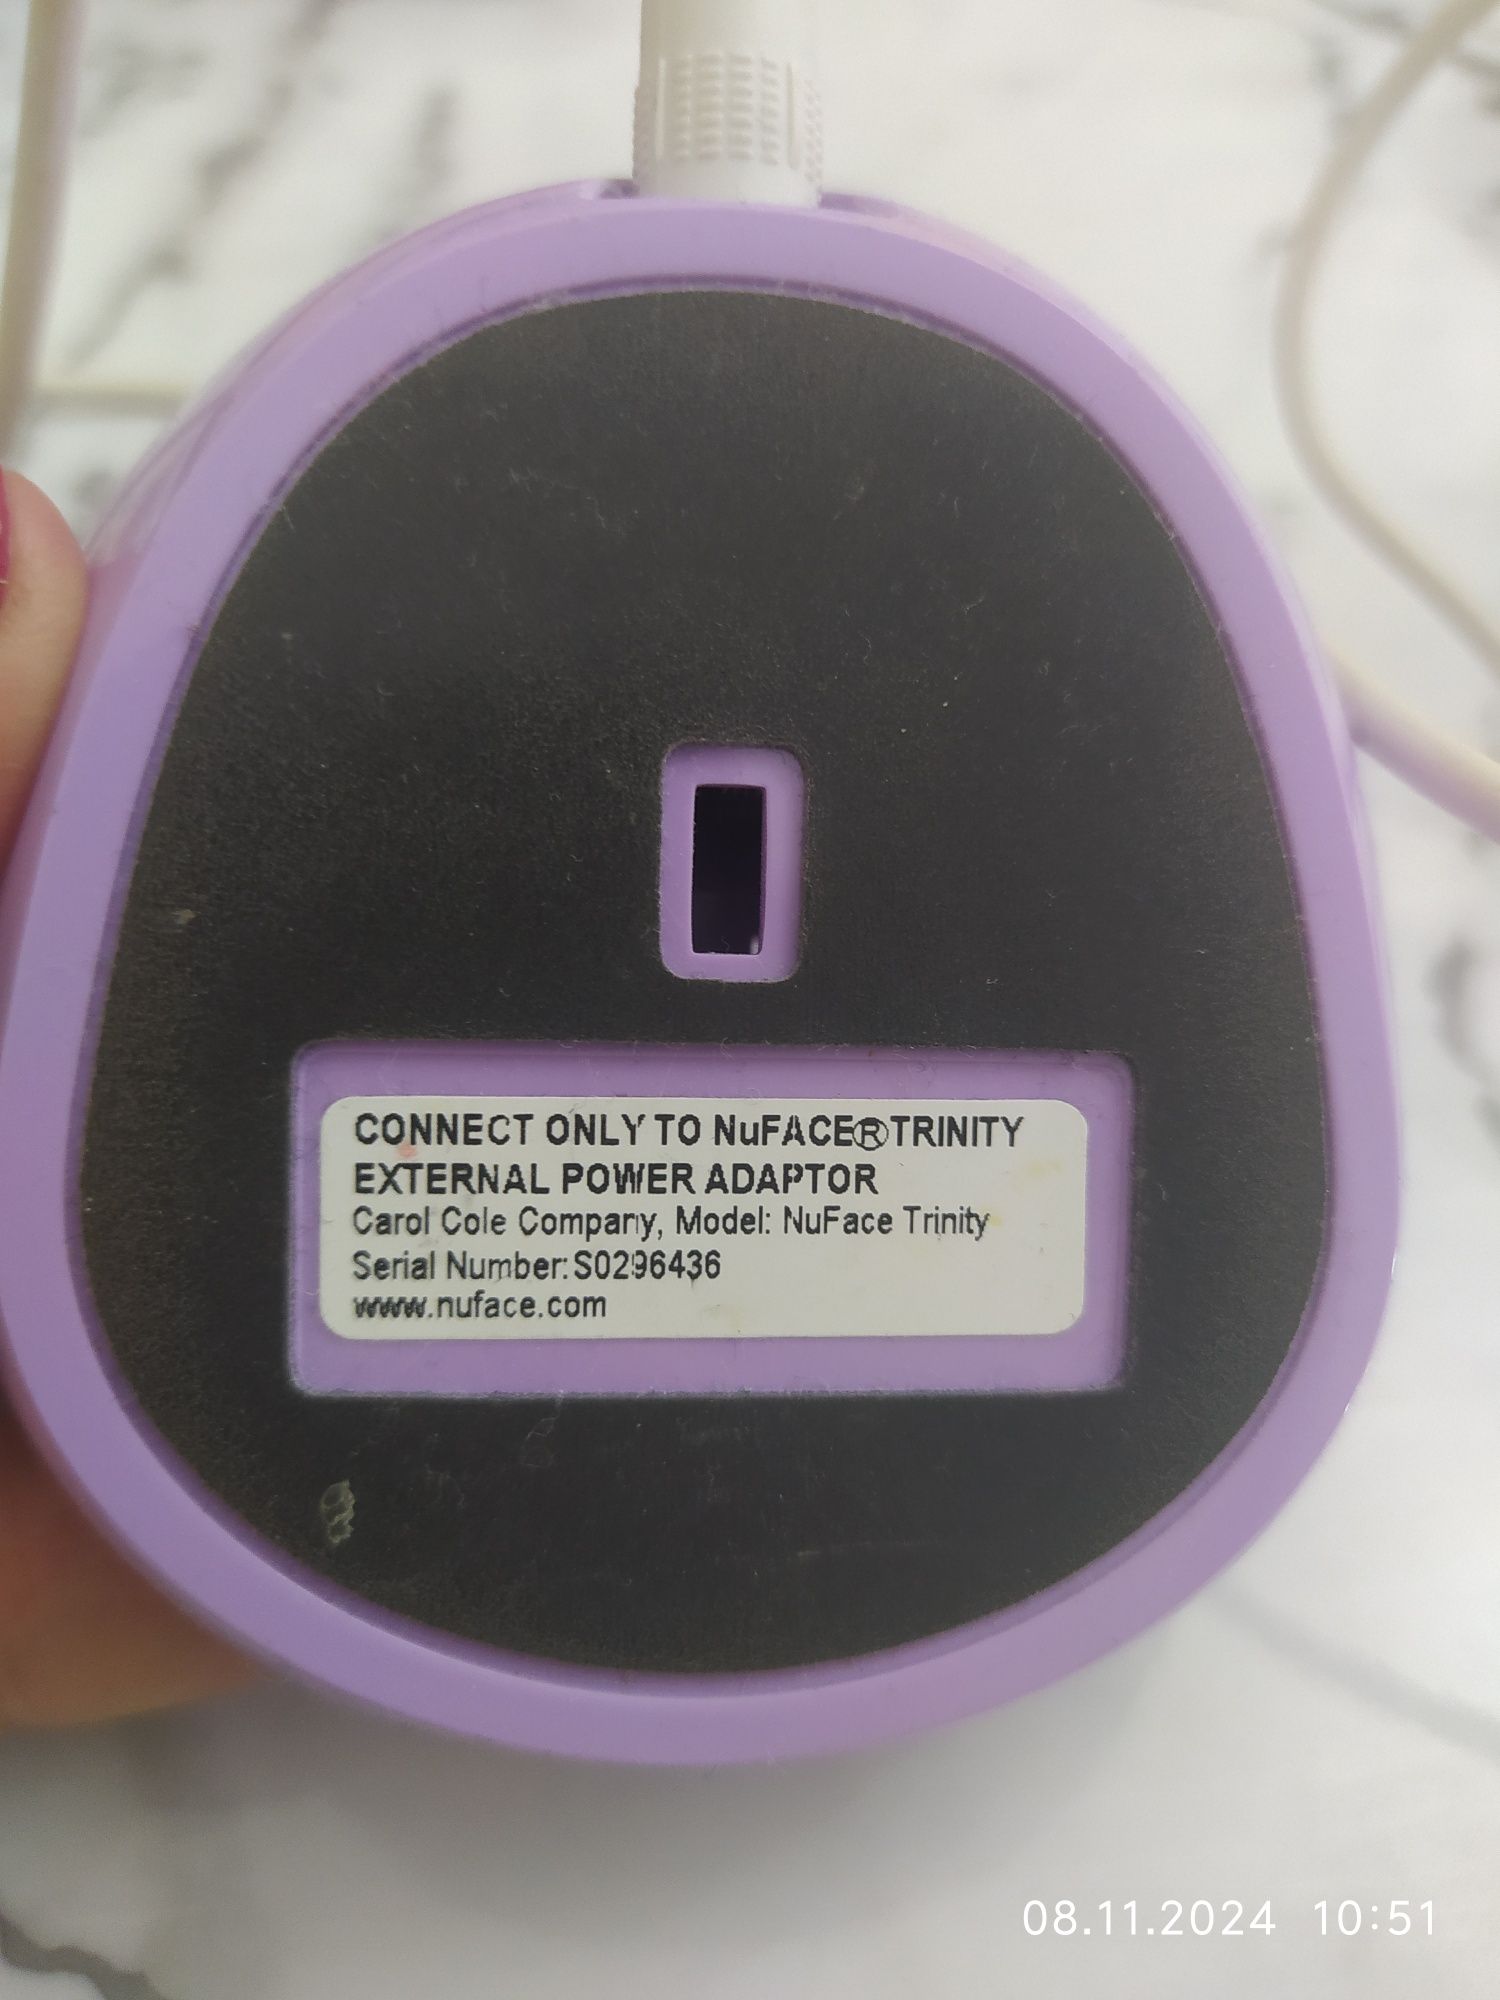 CONNECT ONLY TO NuFACE®TRINITY
EXTERNAL POWER ADAPTOR
Carol Cole Company, Model: NuFace Trinity
Serial Number:S0296436
www.nuface.com
08.11.2024 10:51